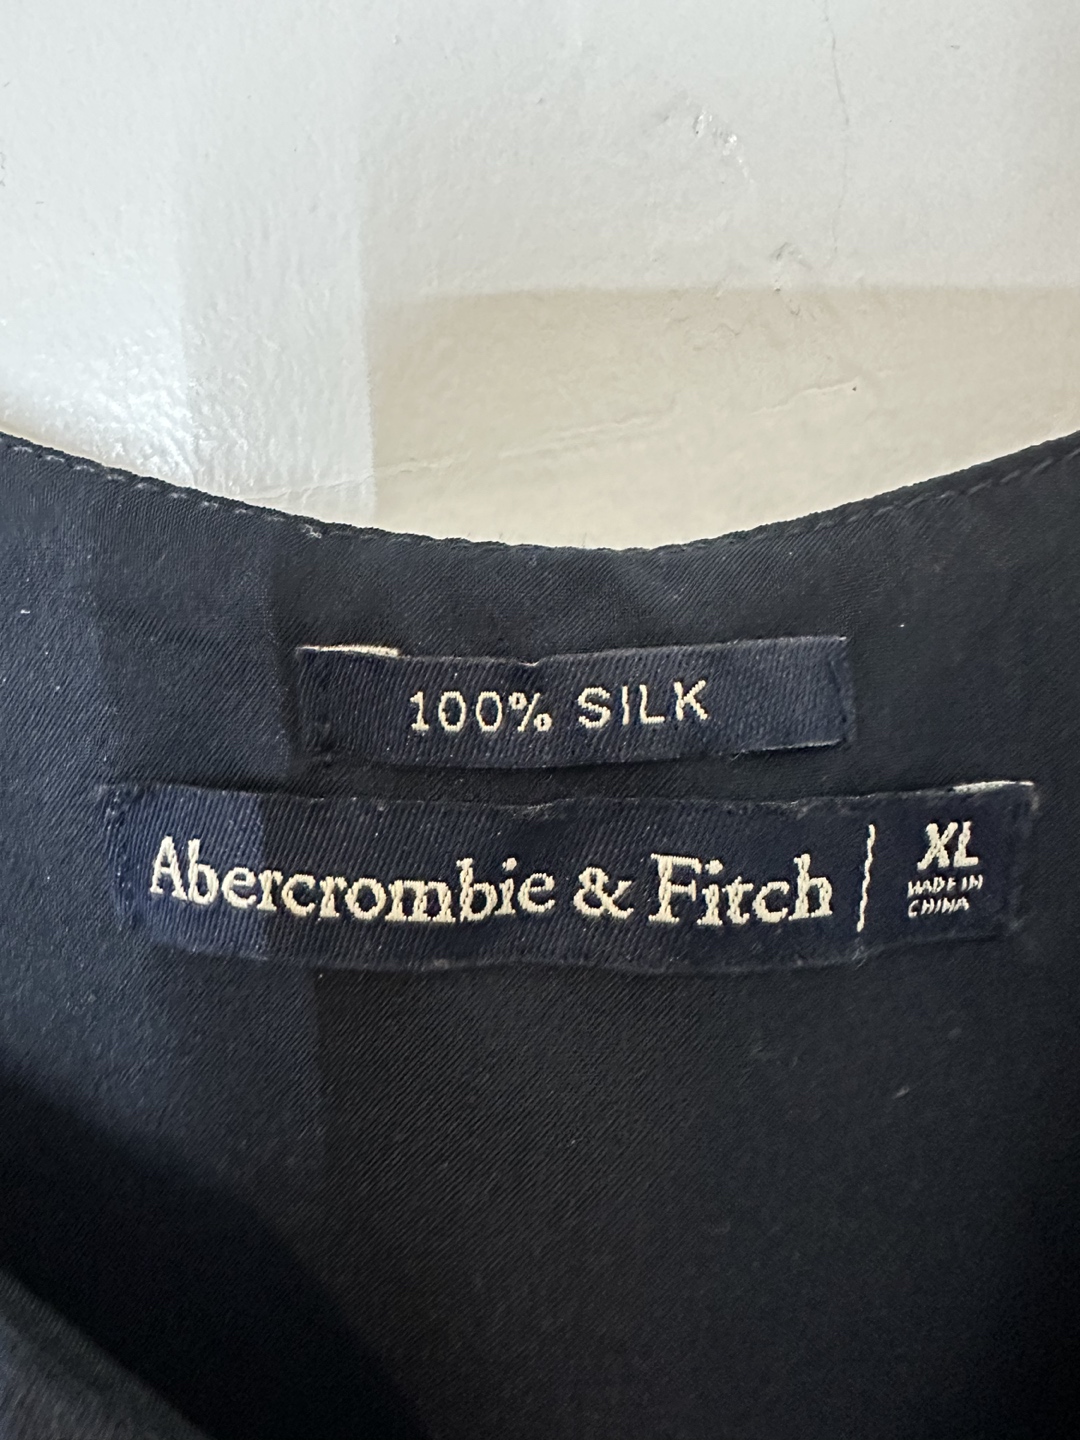 100% SILK
Abercrombie & Fitch
XL
MADE IN
CHINA